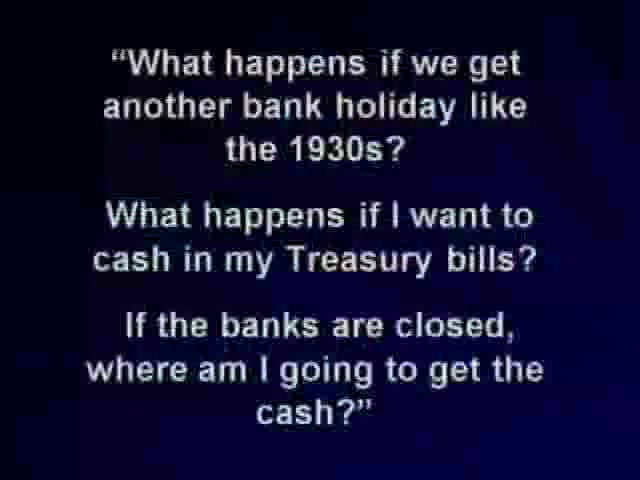 “What happens if we get
another bank holiday like
the 1930s?
What happens if I want to
cash in my Treasury bills?
If the banks are closed,
where am I going to get the
cash?”